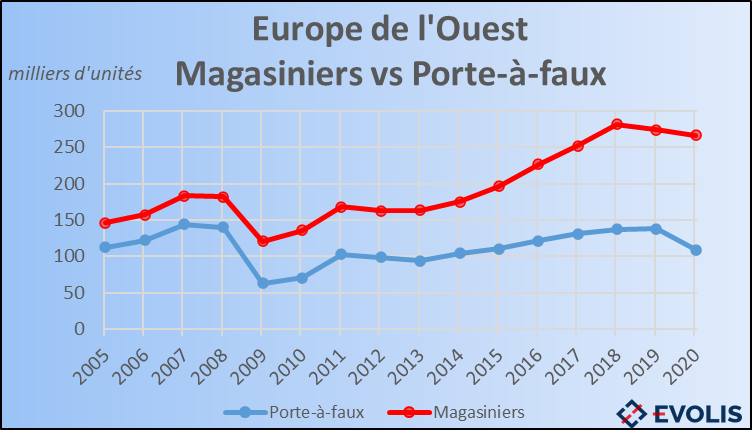 Europe de l'Ouest
Magasiniers vs Porte-à-faux
milliers d'unités
300
250
200
150
100
50
0
2005 2006 2007 2008 2009 2010 2011 2012 2013 2014 2015 2016 2017 2018 2019 2020
Porte-à-faux Magasiniers
EVOLIS